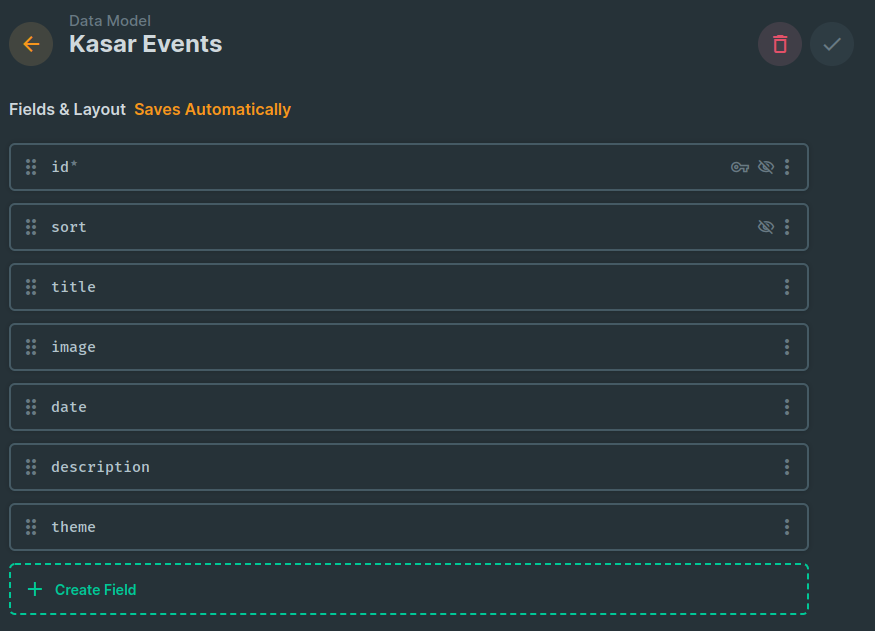 Data Model
Kasar Events
Fields & Layout Saves Automatically
id*
sort
title
image
date
description
theme
Create Field